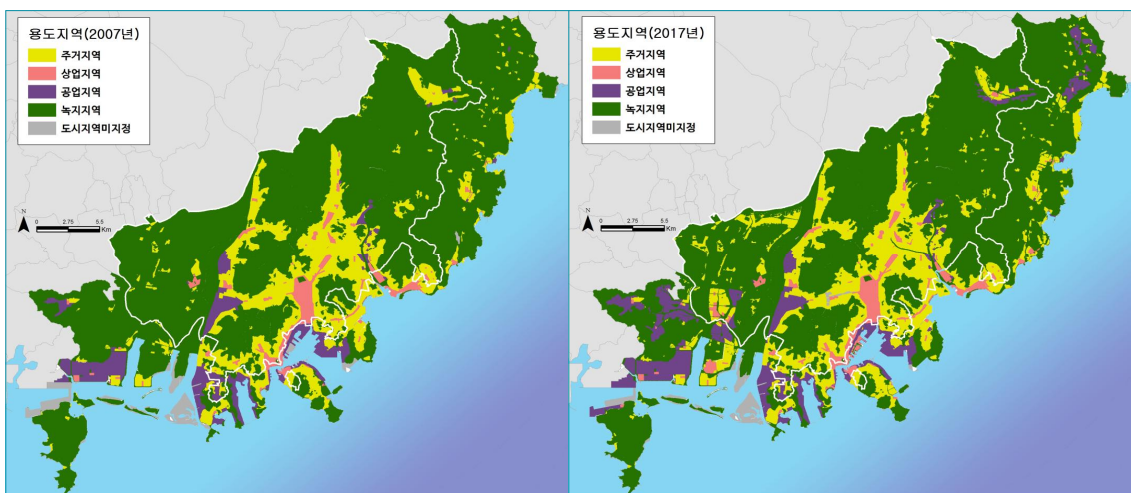 용도지역(2007년)
주거지역
상업지역
공업지역
녹지지역
도시지역미지정
N
0 2.75 5.5
Km
용도지역(2017년)
주거지역
상업지역
공업지역
녹지지역
도시지역미지정
N
0 2.75 5.5
Km